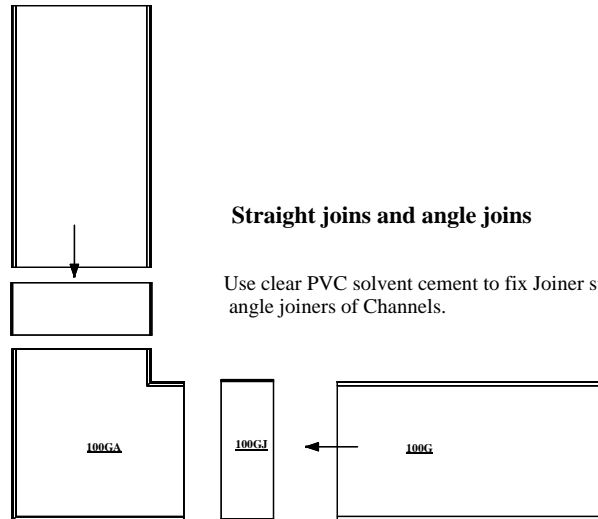 Straight joins and angle joins
Use clear PVC solvent cement to fix Joiner
angle joiners of Channels.
100GA
100GJ
100G